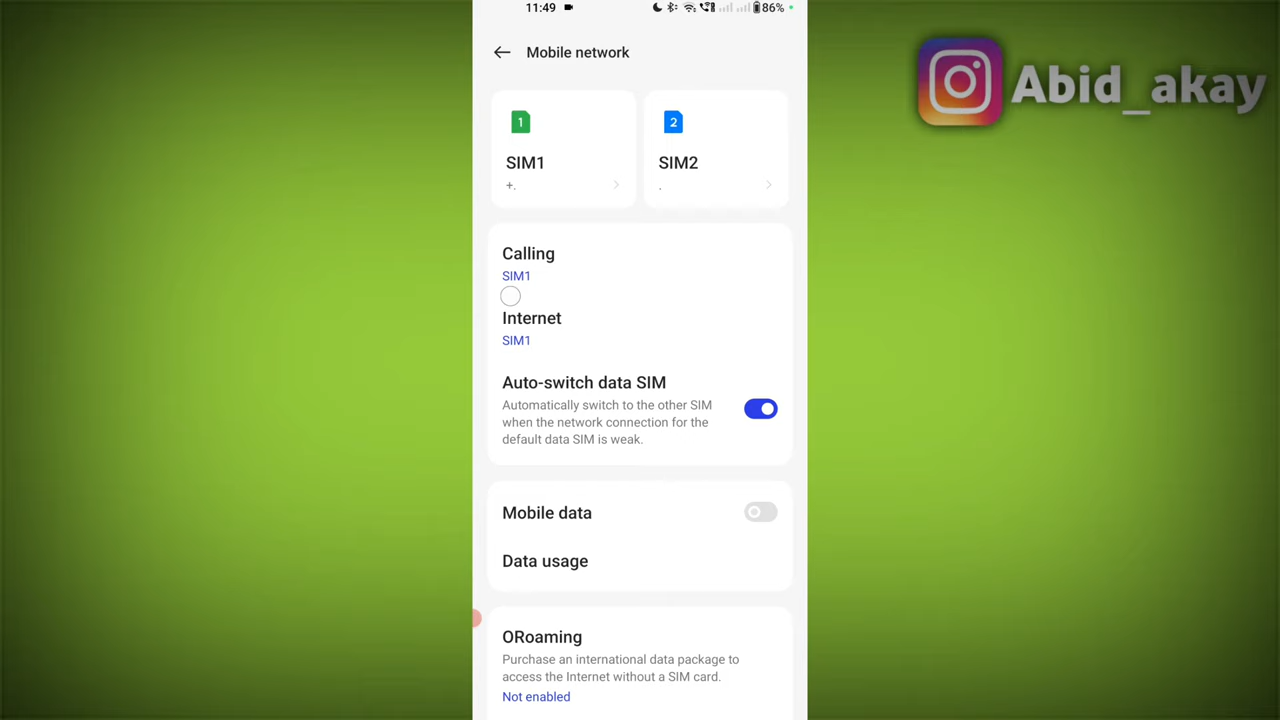 11:49
86%
Mobile network
Abid_akay
1
2
SIM1
SIM2
+.
.
Calling
SIM1
Internet
SIM1
Auto-switch data SIM
Automatically switch to the other SIM
when the network connection for the
default data SIM is weak.
Mobile data
Data usage
ORoaming
Purchase an international data package to
access the Internet without a SIM card.
Not enabled